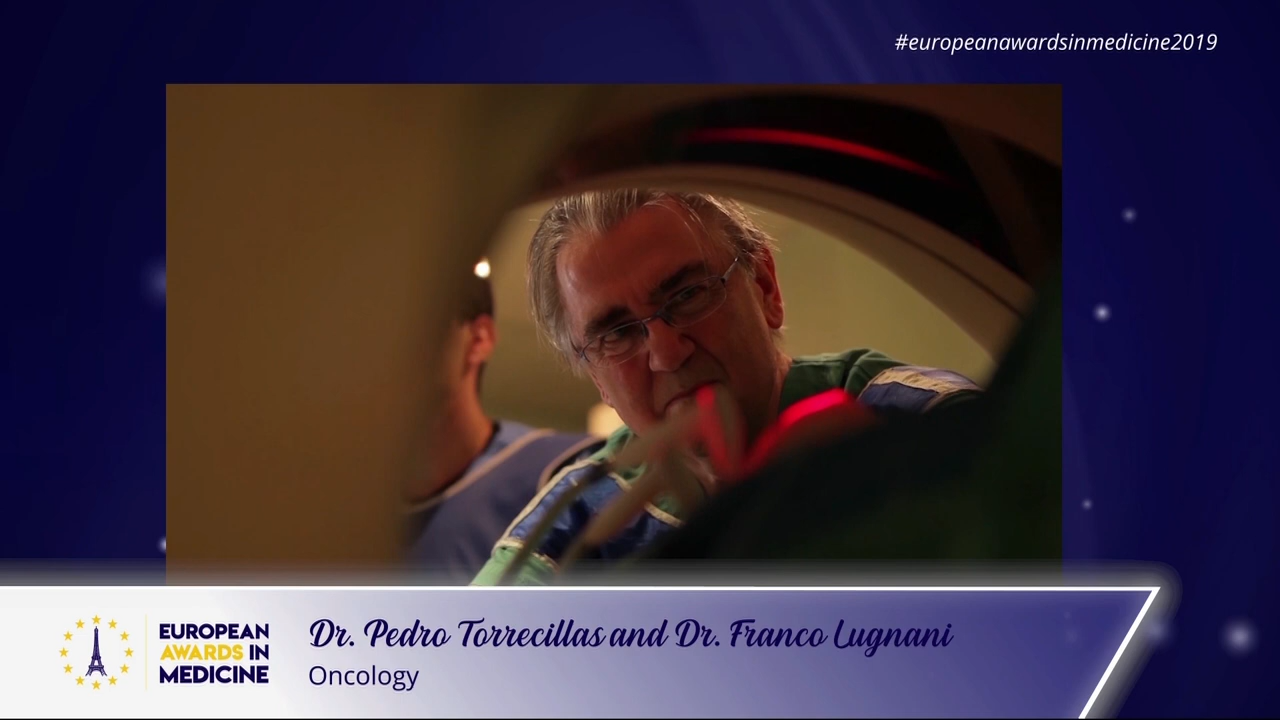 #europeanawardsinmedicine2019
EUROPEAN
AWARDS IN
MEDICINE
Dr. Pedro Torrecillas and Dr. Franco Lugnani
Oncology